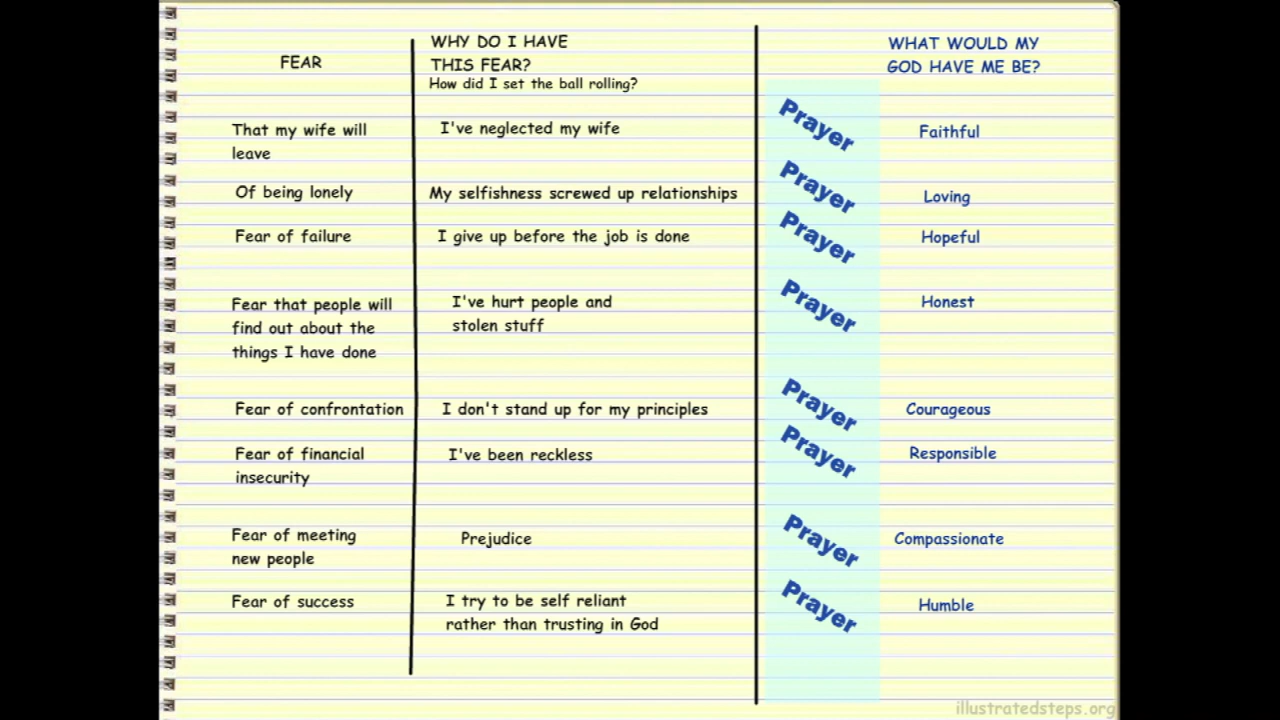 FEAR
WHY DO I HAVE
THIS FEAR?
How did I set the ball rolling?
WHAT WOULD MY
GOD HAVE ME BE?
That my wife will
leave
I've neglected my wife
Prayer
Faithful
Of being lonely
My selfishness screwed up relationships
Prayer
Loving
Fear of failure
I give up before the job is done
Prayer
Hopeful
Fear that people will
find out about the
things I have done
I've hurt people and
stolen stuff
Prayer
Honest
Fear of confrontation
I don't stand up for my principles
Prayer
Courageous
Fear of financial
insecurity
I've been reckless
Prayer
Responsible
Fear of meeting
new people
Prejudice
Prayer
Compassionate
Fear of success
I try to be self reliant
rather than trusting in God
Prayer
Humble
illustratedsteps.org